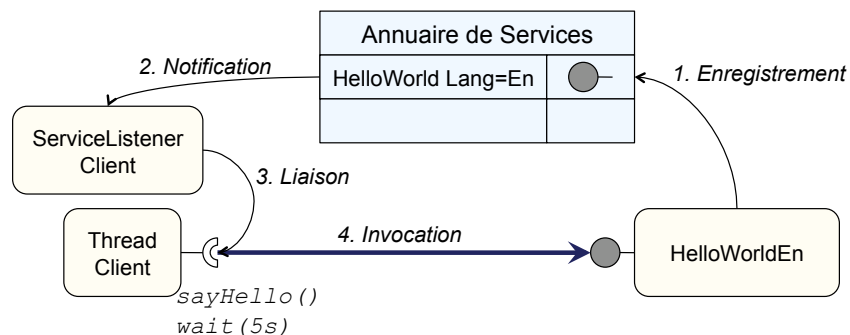 Annuaire de Services
2. Notification
HelloWorld Lang=En
1. Enregistrement
ServiceListener
Client
3. Liaison
Thread
Client
4. Invocation
HelloWorldEn
sayHello()
wait(5s)